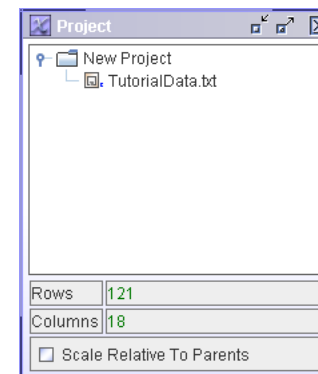 Project
New Project
TutorialData.txt
Rows 121
Columns 18
Scale Relative To Parents